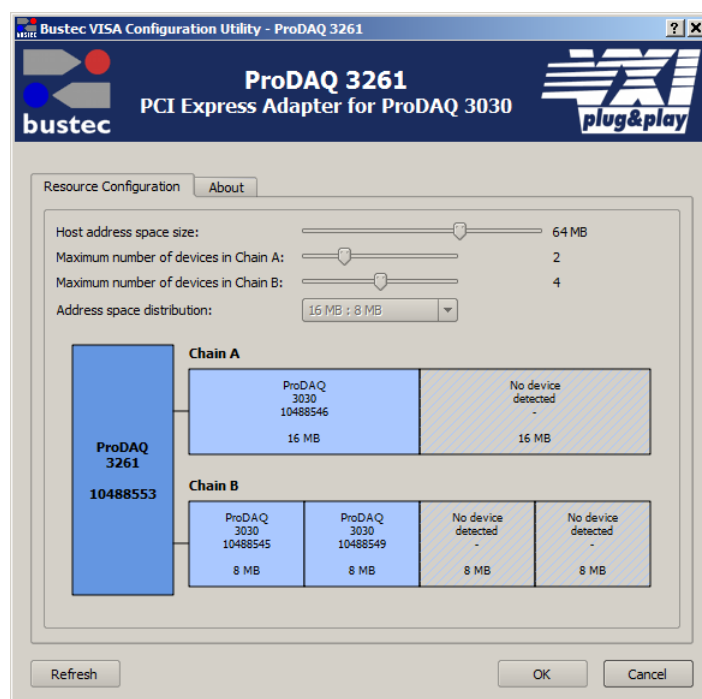 Bustec VISA Configuration Utility - ProDAQ 3261
ProDAQ 3261
PCI Express Adapter for ProDAQ 3030
bustec
VXI
plug&play
Resource Configuration
About
Host address space size:
64 MB
Maximum number of devices in Chain A:
2
Maximum number of devices in Chain B:
4
Address space distribution:
16 MB : 8 MB
ProDAQ
3261
10488553
Chain A
ProDAQ
3030
10488546
16 MB
No device
detected
-
16 MB
Chain B
ProDAQ
3030
10488545
8 MB
ProDAQ
3030
10488549
8 MB
No device
detected
-
8 MB
No device
detected
-
8 MB
Refresh
OK
Cancel